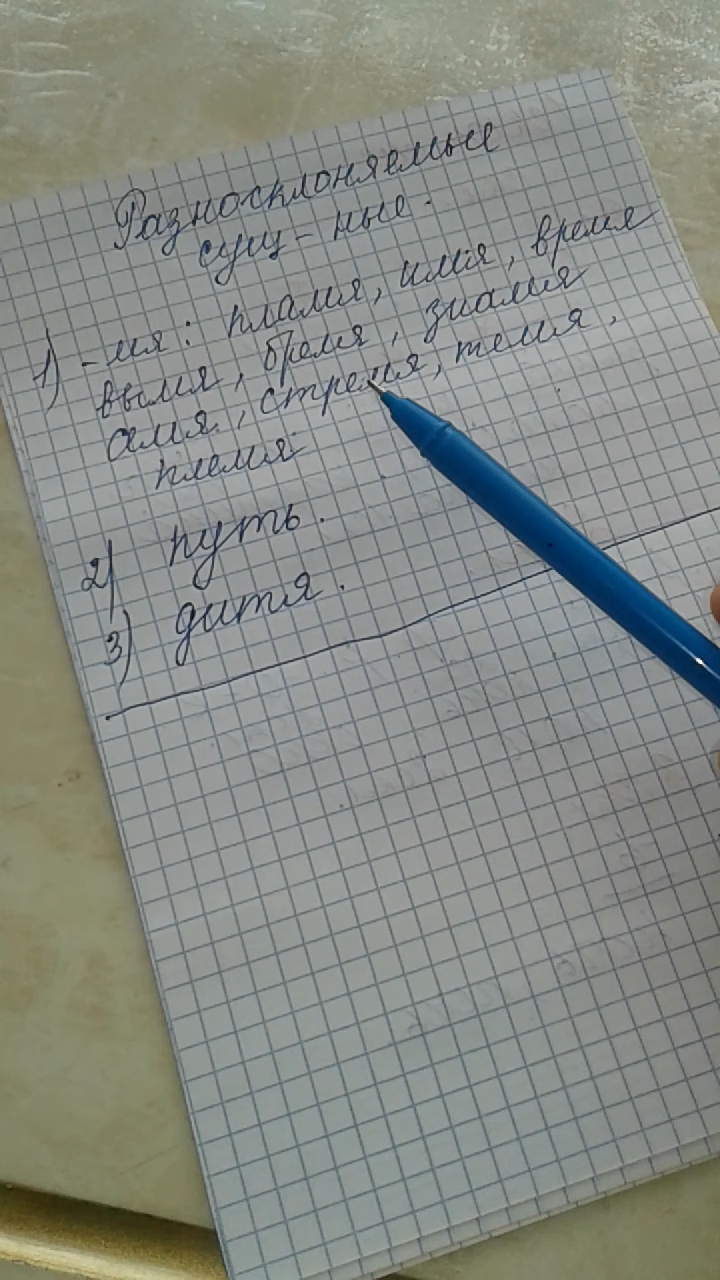 Разносклоняемые
сущ-ные.
1) -мя: пламя, имя, время
вымя, бремя, знамя
семя, стремя, темя,
племя
2) путь.
3) дитя.